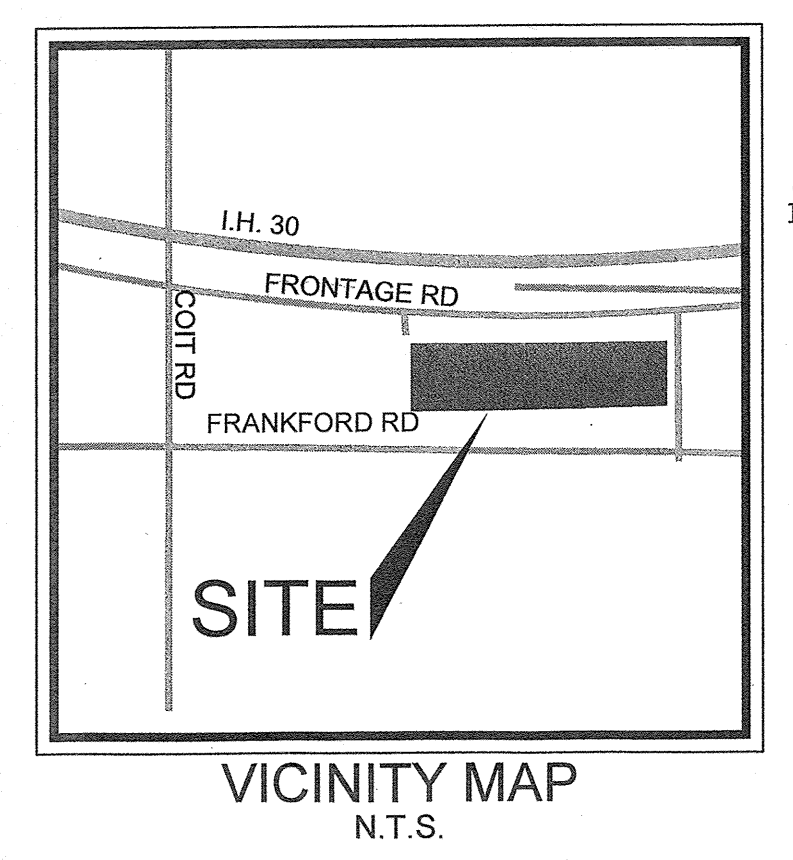 I.H. 30
FRONTAGE RD
COIT RD
FRANKFORD RD
SITE
VICINITY MAP
N.T.S.